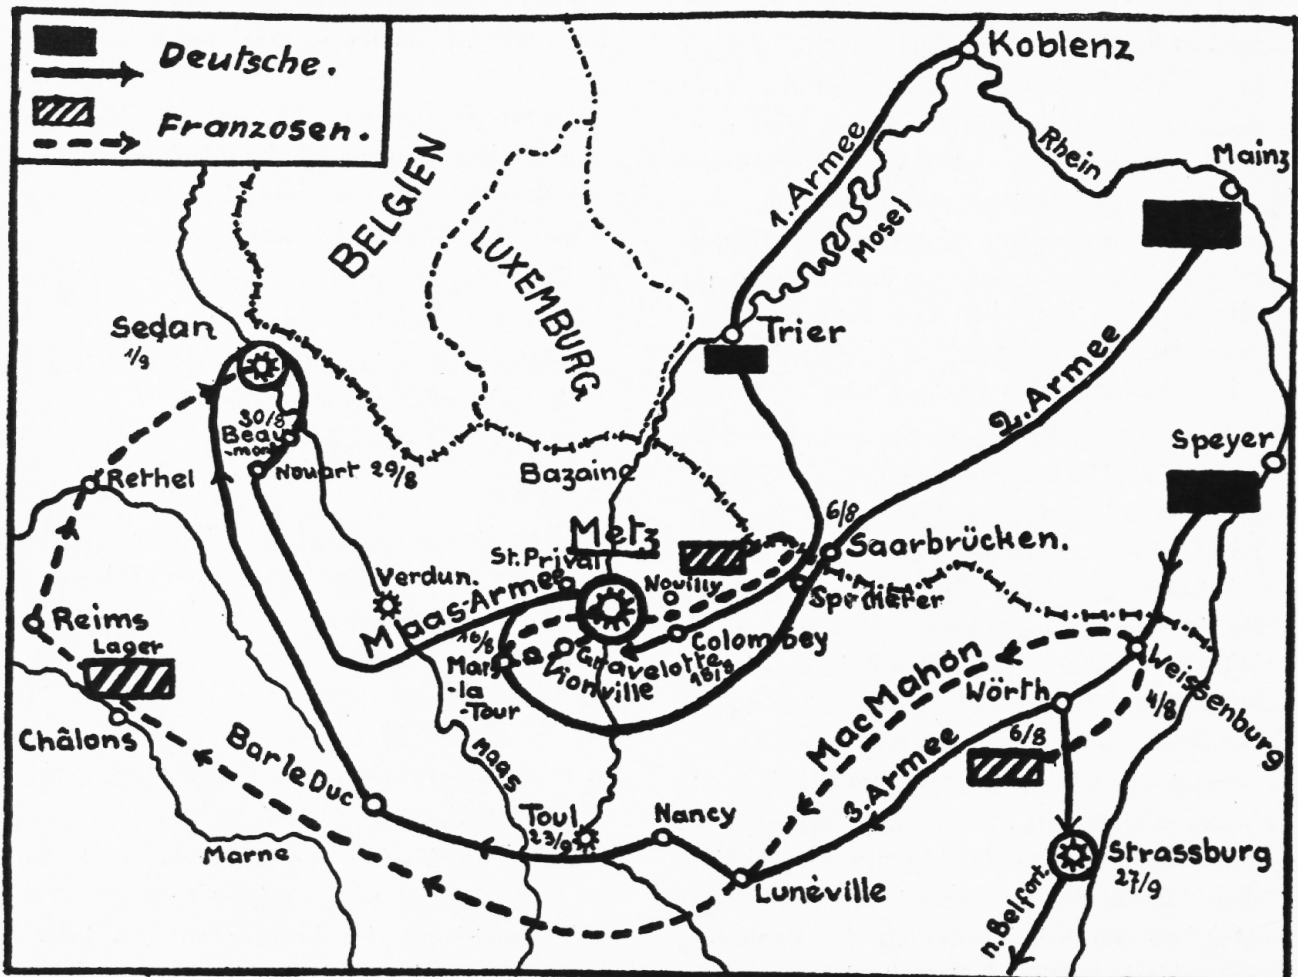 Deutsche.
Franzosen.
Koblenz
Rhein
Mainz
1. Armee
Mosel
BELGIEN
LUXEMBURG
Sedan
1/9
Trier
2. Armee
Speyer
30/8
Beau
-mont
Nouart 29/8
Rethel
Bazaine
Metz
6/8
Saarbrücken.
St. Privat
Nouilly
Spicherer
Verdun.
Maas-Armee
Colombey
Reims
Lager
16/8
Mars
-la
-Tour
Vionville
Gravelotte
18/8
Mac Mahon
Wörth
6/8
Weissenburg
4/8
Châlons
Bar le Duc
Maas
3. Armee
Toul
23/9
Nancy
Marne
Lunéville
Strassburg
27/9
n. Belfort.